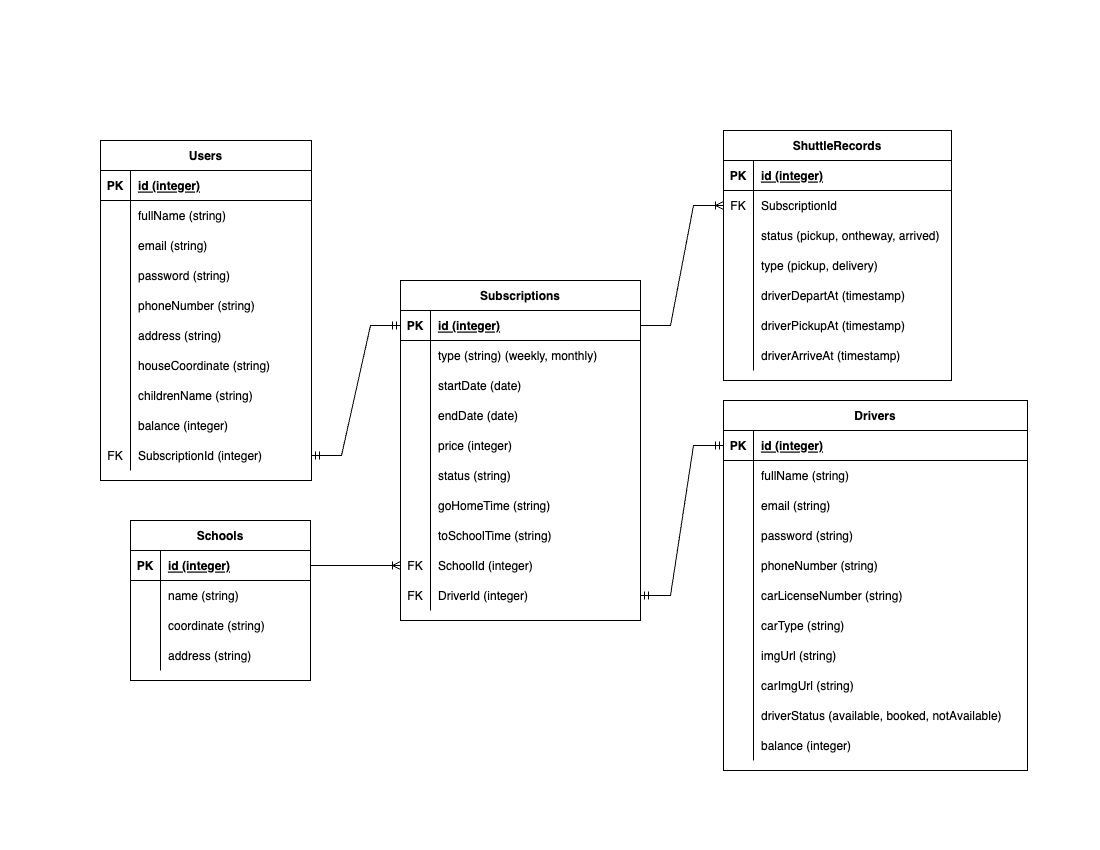 Users
PK id (integer)
fullName (string)
email (string)
password (string)
phoneNumber (string)
address (string)
houseCoordinate (string)
childrenName (string)
balance (integer)
FK SubscriptionId (integer)
Schools
PK id (integer)
name (string)
coordinate (string)
address (string)
Subscriptions
PK id (integer)
type (string) (weekly, monthly)
startDate (date)
endDate (date)
price (integer)
status (string)
goHomeTime (string)
toSchoolTime (string)
FK SchoolId (integer)
FK DriverId (integer)
ShuttleRecords
PK id (integer)
FK SubscriptionId
status (pickup, ontheway, arrived)
type (pickup, delivery)
driverDepartAt (timestamp)
driverPickupAt (timestamp)
driverArriveAt (timestamp)
Drivers
PK id (integer)
fullName (string)
email (string)
password (string)
phoneNumber (string)
carLicenseNumber (string)
carType (string)
imgUrl (string)
carImgUrl (string)
driverStatus (available, booked, notAvailable)
balance (integer)